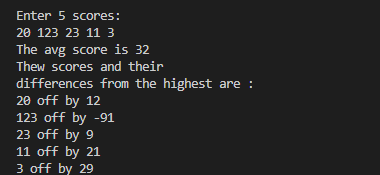 Enter 5 scores:
20 123 23 11 3
The avg score is 32
Thew scores and their
differences from the highest are :
20 off by 12
123 off by -91
23 off by 9
11 off by 21
3 off by 29